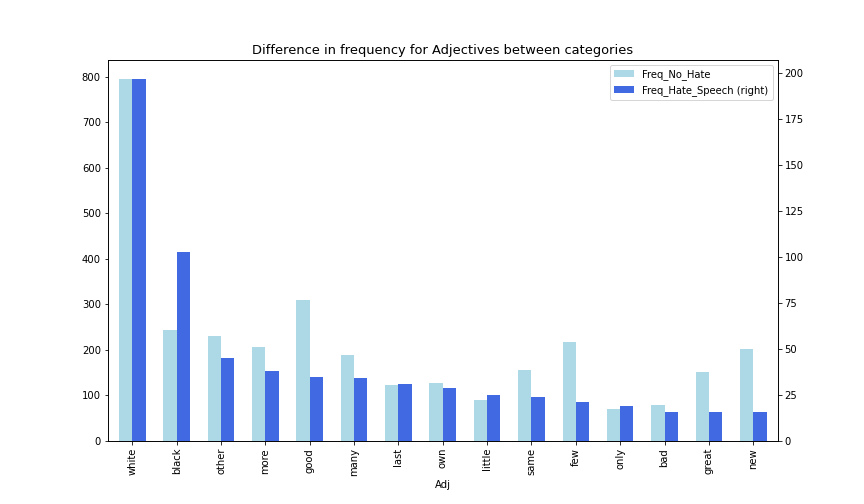 Difference in frequency for Adjectives between categories
Freq_No_Hate
Freq_Hate_Speech (right)
800
700
600
500
400
300
200
100
0
200
175
150
125
100
75
50
25
0
white
black
other
more
good
many
last
own
little
same
few
only
bad
great
new
Adj